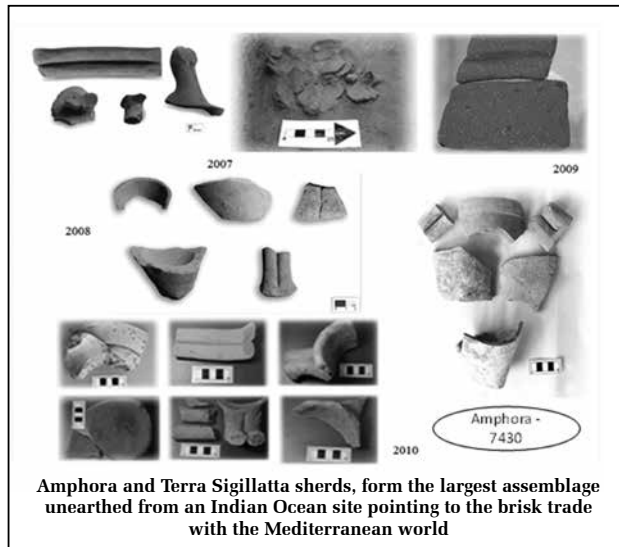 2007
2009
2008
2010
Amphora -
7430
Amphora and Terra Sigillatta sherds, form the largest assemblage
unearthed from an Indian Ocean site pointing to the brisk trade
with the Mediterranean world